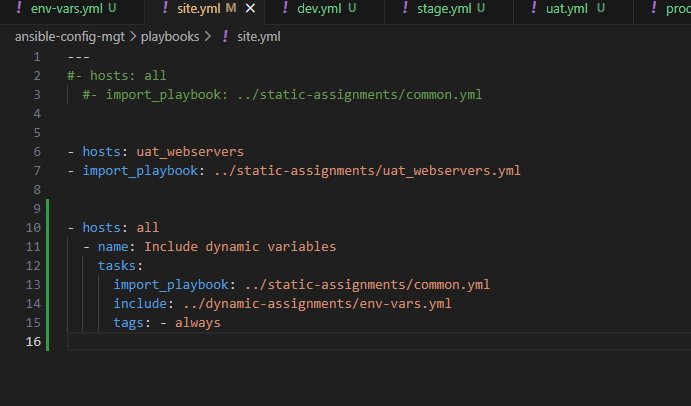 ! env-vars.yml U ! site.yml M × ! dev.yml U ! stage.yml U ! uat.yml U ! prod
ansible-config-mgt > playbooks > ! site.yml
1 ---
2 #- hosts: all
3   #- import_playbook: ../static-assignments/common.yml
4
5
6 - hosts: uat_webservers
7 - import_playbook: ../static-assignments/uat_webservers.yml
8
9
10 - hosts: all
11   - name: Include dynamic variables
12     tasks:
13       import_playbook: ../static-assignments/common.yml
14       include: ../dynamic-assignments/env-vars.yml
15       tags: - always
16